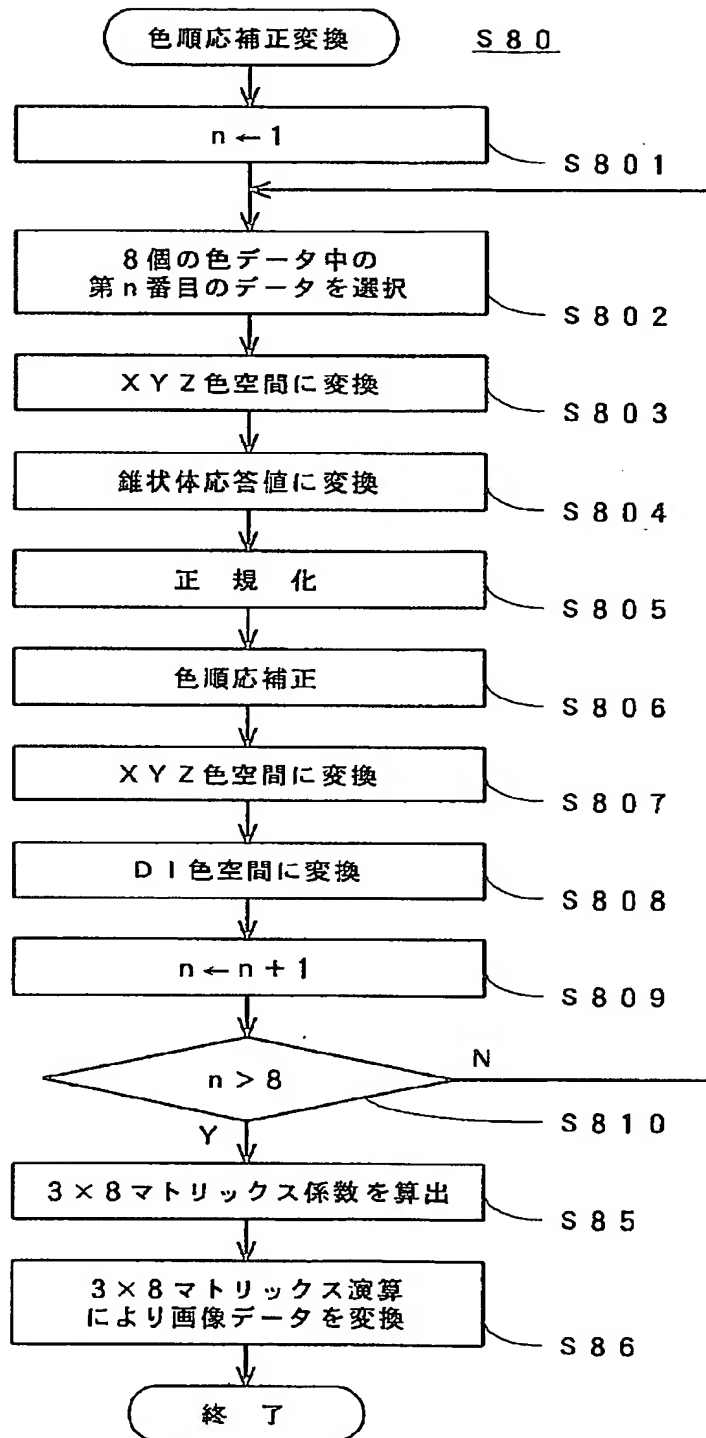 色順応補正変換
S80
n←1
S801
8個の色データ中の
第n番目のデータを選択
S802
XYZ色空間に変換
S803
錐状体応答値に変換
S804
正規化
S805
色順応補正
S806
XYZ色空間に変換
S807
DI色空間に変換
S808
n←n+1
S809
n>8
N
S810
Y
3×8マトリックス係数を算出
S85
3×8マトリックス演算
により画像データを変換
S86
終了